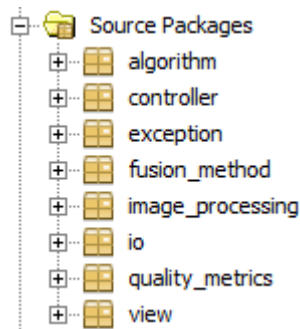 Source Packages
algorithm
controller
exception
fusion_method
image_processing
io
quality_metrics
view